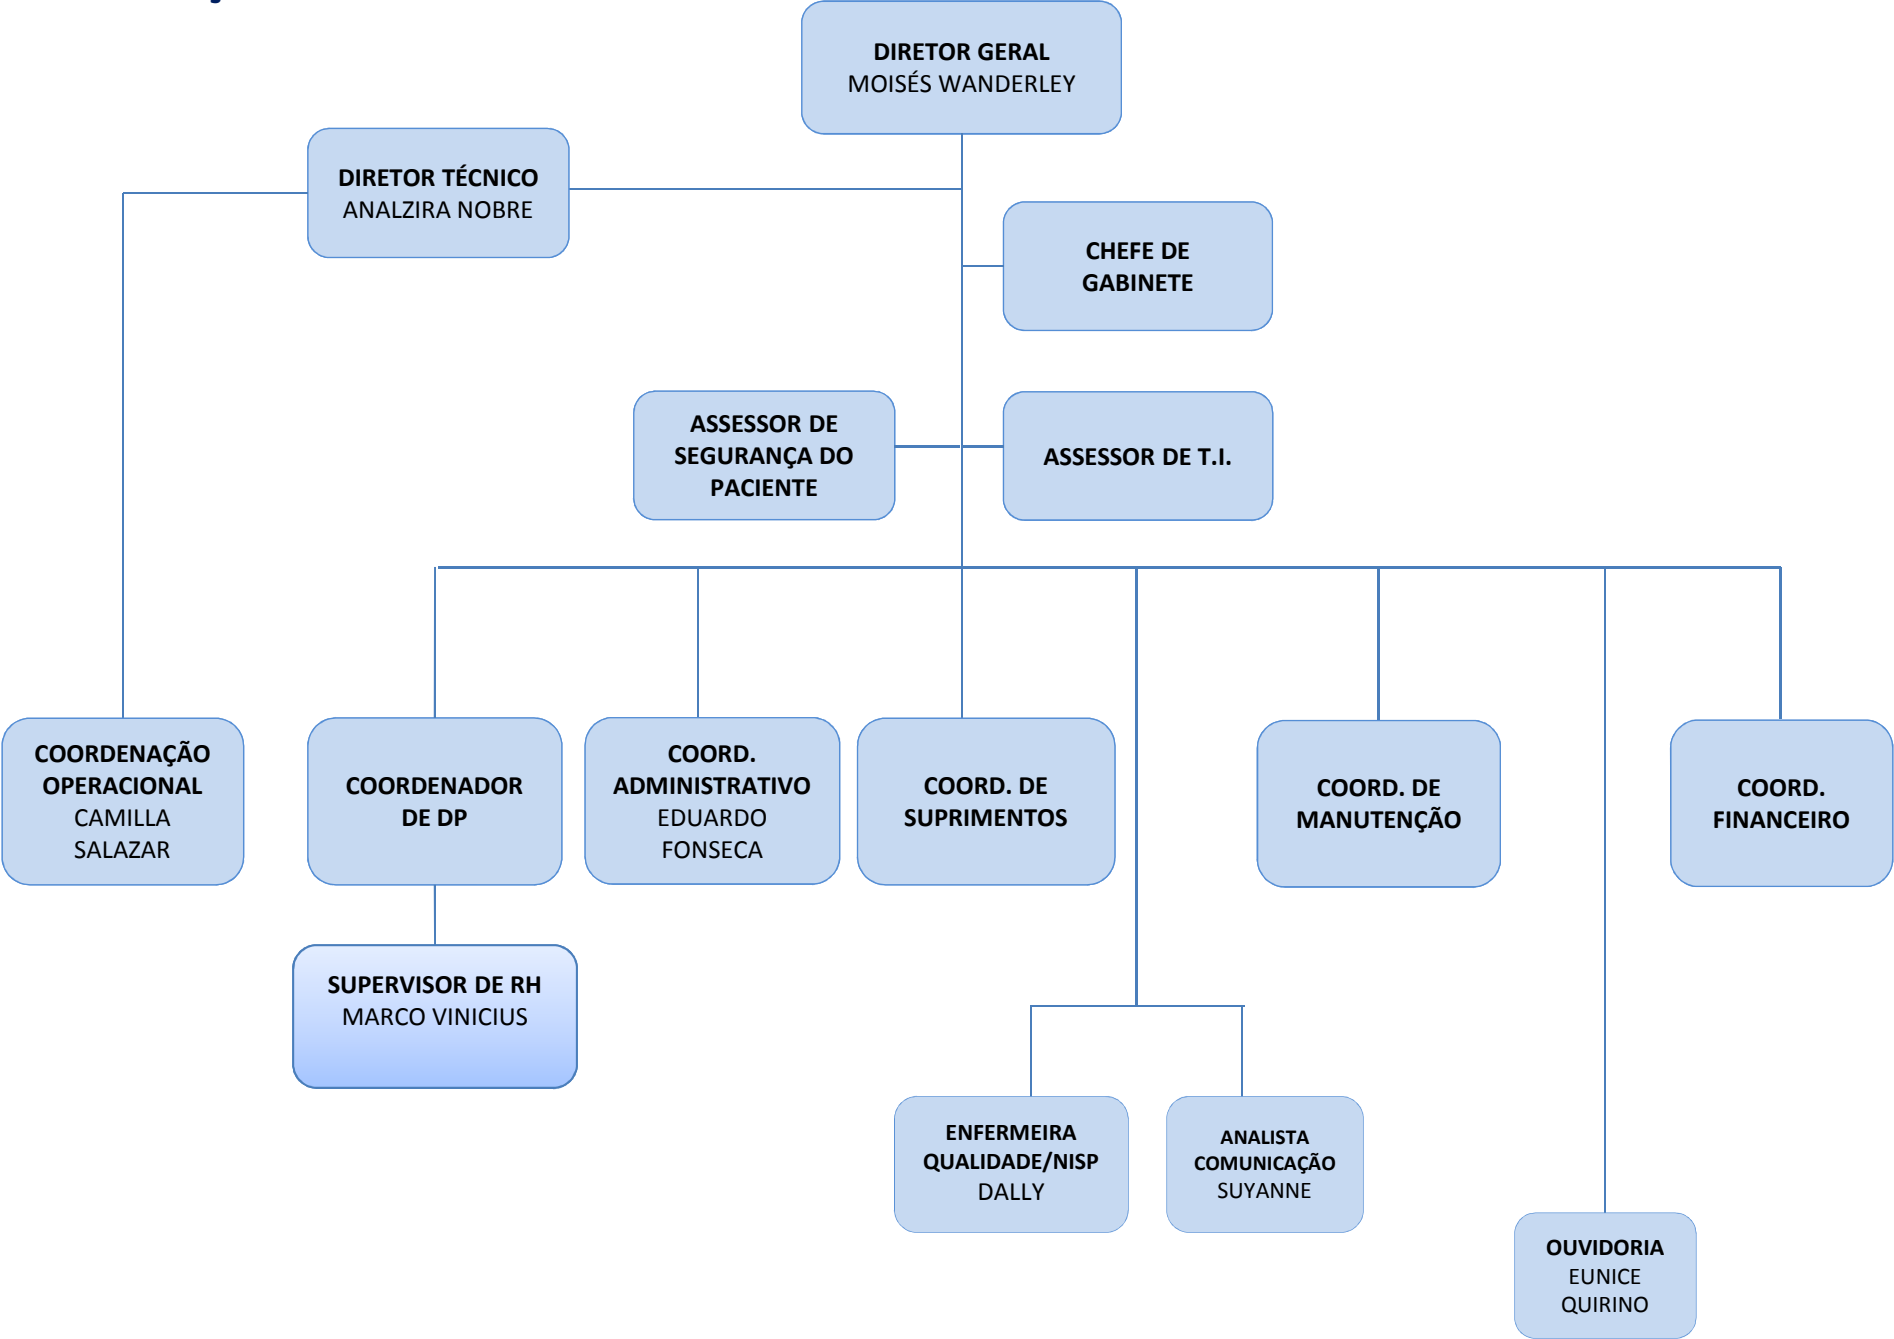 DIRETOR GERAL
MOISÉS WANDERLEY
DIRETOR TÉCNICO
ANALZIRA NOBRE
CHEFE DE
GABINETE
ASSESSOR DE
SEGURANÇA DO
PACIENTE
ASSESSOR DE T.I.
COORDENAÇÃO
OPERACIONAL
CAMILLA
SALAZAR
COORDENADOR
DE DP
COORD.
ADMINISTRATIVO
EDUARDO
FONSECA
COORD. DE
SUPRIMENTOS
COORD. DE
MANUTENÇÃO
COORD.
FINANCEIRO
SUPERVISOR DE RH
MARCO VINICIUS
ENFERMEIRA
QUALIDADE/NISP
DALLY
ANALISTA
COMUNICAÇÃO
SUYANNE
OUVIDORIA
EUNICE
QUIRINO